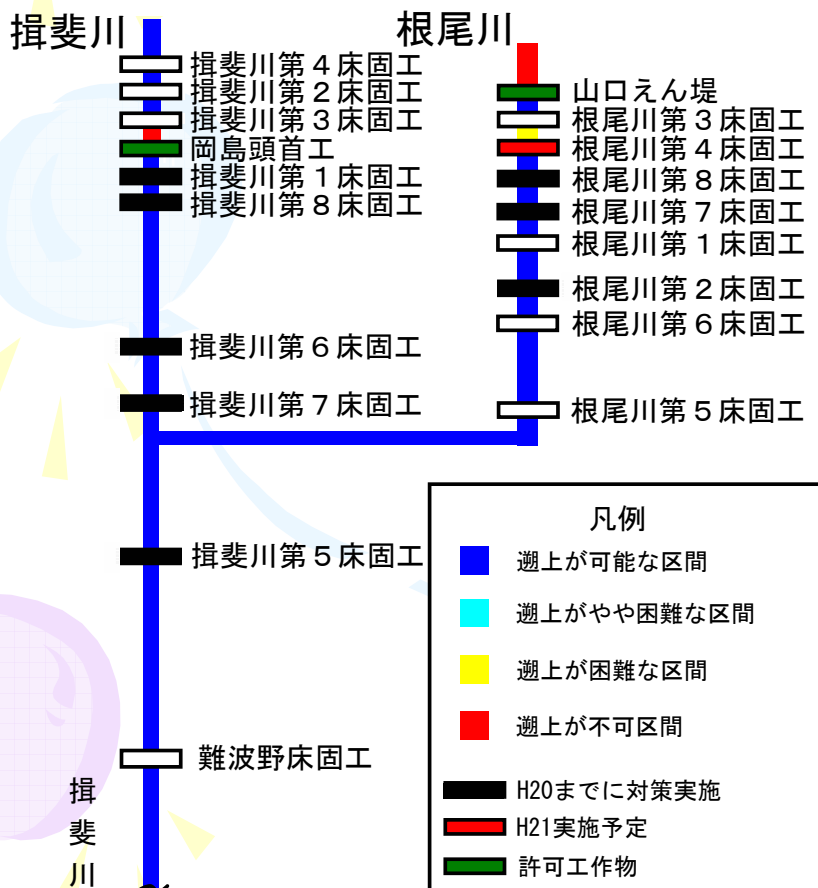 揖斐川
揖斐川第４床固工
揖斐川第２床固工
揖斐川第３床固工
岡島頭首工
揖斐川第１床固工
揖斐川第８床固工
揖斐川第６床固工
揖斐川第７床固工
揖斐川第５床固工
難波野床固工
揖斐川
根尾川
山口えん堤
根尾川第３床固工
根尾川第４床固工
根尾川第８床固工
根尾川第７床固工
根尾川第１床固工
根尾川第２床固工
根尾川第６床固工
根尾川第５床固工
凡例
遡上が可能な区間
遡上がやや困難な区間
遡上が困難な区間
遡上が不可区間
H20までに対策実施
H21実施予定
許可工作物